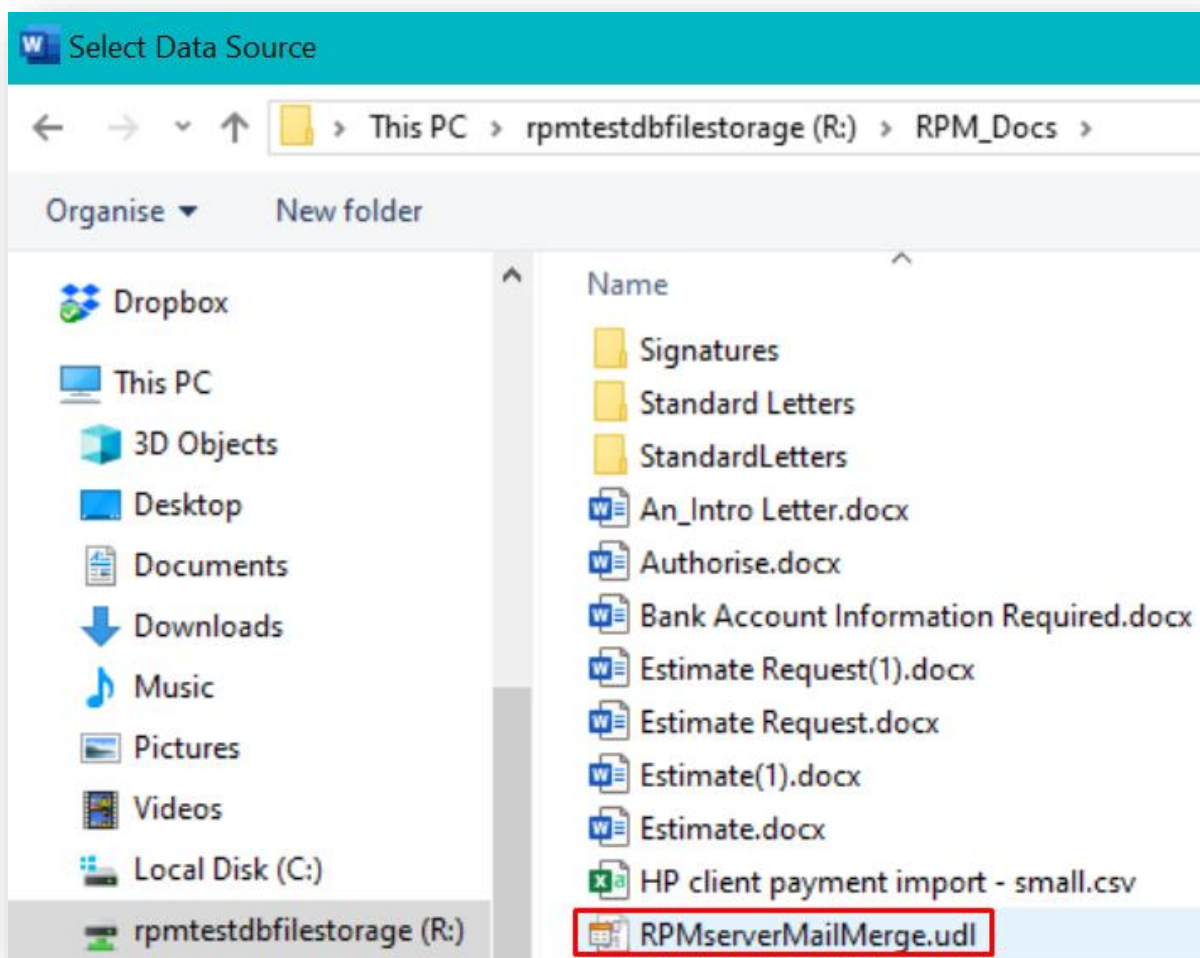 Select Data Source
This PC > rpmtestdbfilestorage (R:) > RPM_Docs >
Organise New folder
Dropbox
This PC
3D Objects
Desktop
Documents
Downloads
Music
Pictures
Videos
Local Disk (C:)
rpmtestdbfilestorage (R:)
Name
Signatures
Standard Letters
StandardLetters
An_Intro Letter.docx
Authorise.docx
Bank Account Information Required.docx
Estimate Request(1).docx
Estimate Request.docx
Estimate(1).docx
Estimate.docx
HP client payment import - small.csv
RPMserverMailMerge.udl